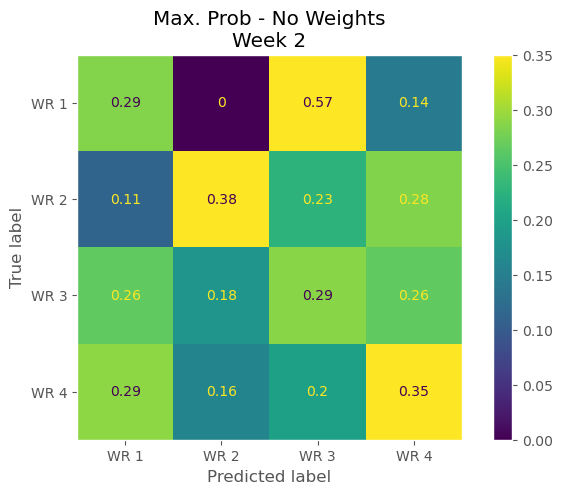 Max. Prob - No Weights
Week 2
True label
WR 1
0.29 0 0.57 0.14
WR 2
0.11 0.38 0.23 0.28
WR 3
0.26 0.18 0.29 0.26
WR 4
0.29 0.16 0.2 0.35
WR 1 WR 2 WR 3 WR 4
Predicted label
0.35
0.30
0.25
0.20
0.15
0.10
0.05
0.00